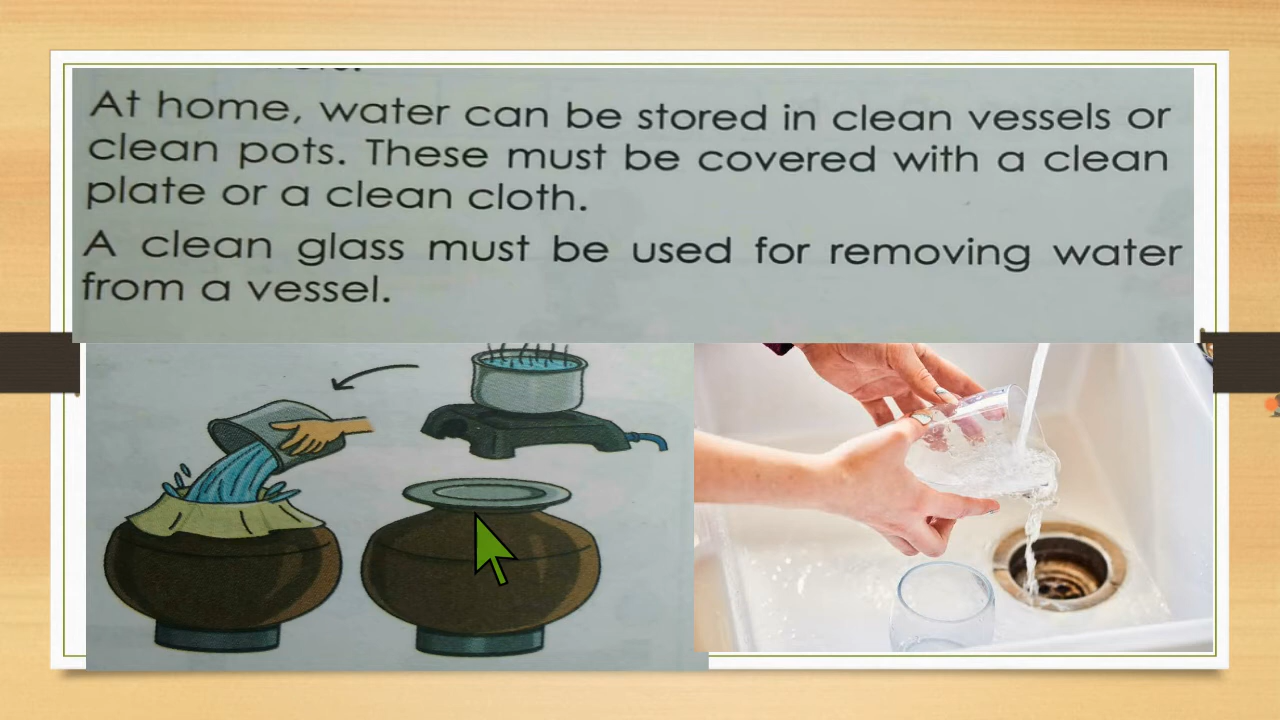 At home, water can be stored in clean vessels or
clean pots. These must be covered with a clean
plate or a clean cloth.
A clean glass must be used for removing water
from a vessel.